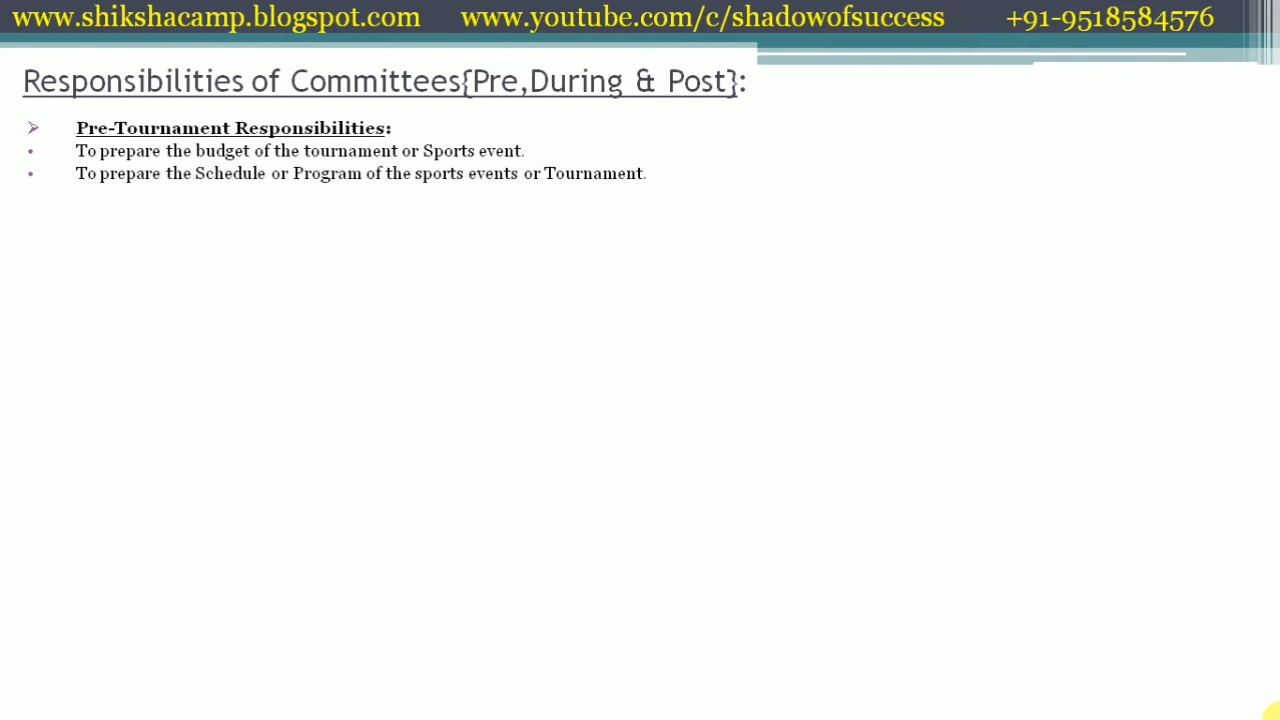 www.shikshacamp.blogspot.com www.youtube.com/c/shadowofsuccess +91-9518584576
Responsibilities of Committees{Pre,During & Post}:
➢ Pre-Tournament Responsibilities:
• To prepare the budget of the tournament or Sports event.
• To prepare the Schedule or Program of the sports events or Tournament.